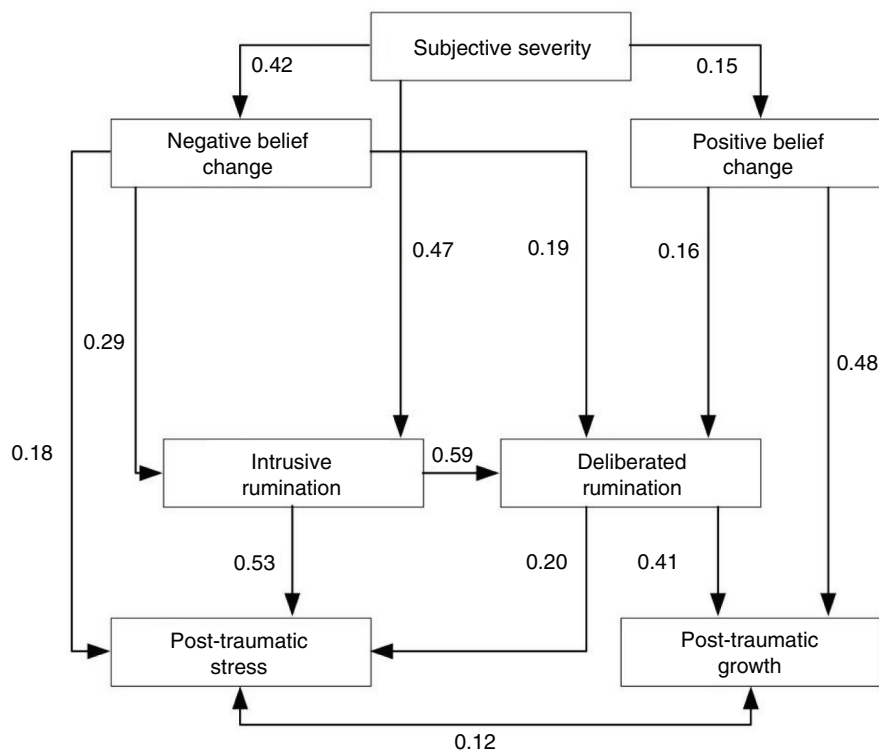 Subjective severity
0.42
0.15
Negative belief
change
Positive belief
change
0.47
0.19
0.16
0.29
0.48
0.18
Intrusive
rumination
0.59
Deliberated
rumination
0.53
0.20
0.41
Post-traumatic
stress
Post-traumatic
growth
0.12